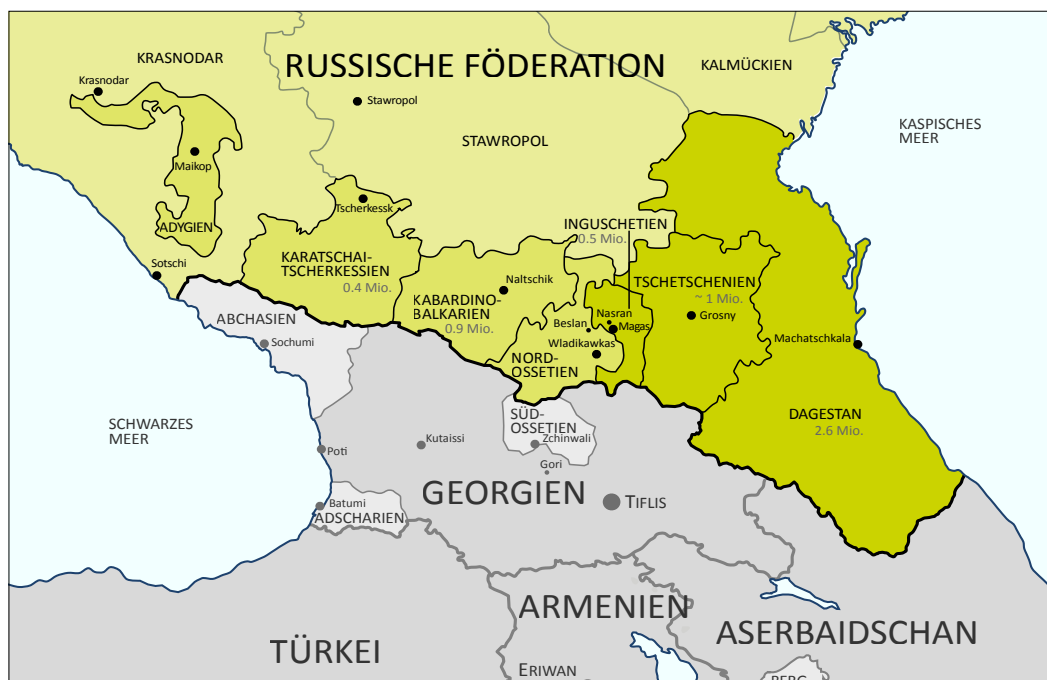 KRASNODAR
RUSSISCHE FÖDERATION
KALMÜCKIEN
Krasnodar
Stawropol
KASPISCHES
MEER
STAWROPOL
Maikop
Tscherkessk
ADYGIEN
INGUSCHETIEN
0.5 Mio.
KARATSCHAI-
TSCHERKESSIEN
0.4 Mio.
Sotschi
Naltschik
TSCHETSCHENIEN
~ 1 Mio.
KABARDINO-
BALKARIEN
0.9 Mio.
Nasran
Magas
Grosny
ABCHASIEN
Beslan
Sochumi
Wladikawkas
Machatschkala
NORD-
OSSETIEN
SCHWARZES
MEER
SÜD-
OSSETIEN
DAGESTAN
2.6 Mio.
Kutaissi
Zchinwali
Poti
Gori
GEORGIEN
TIFLIS
Batumi
ADSCHARIEN
ARMENIEN
ASERBAIDSCHAN
TÜRKEI
ERIWAN
BERG-